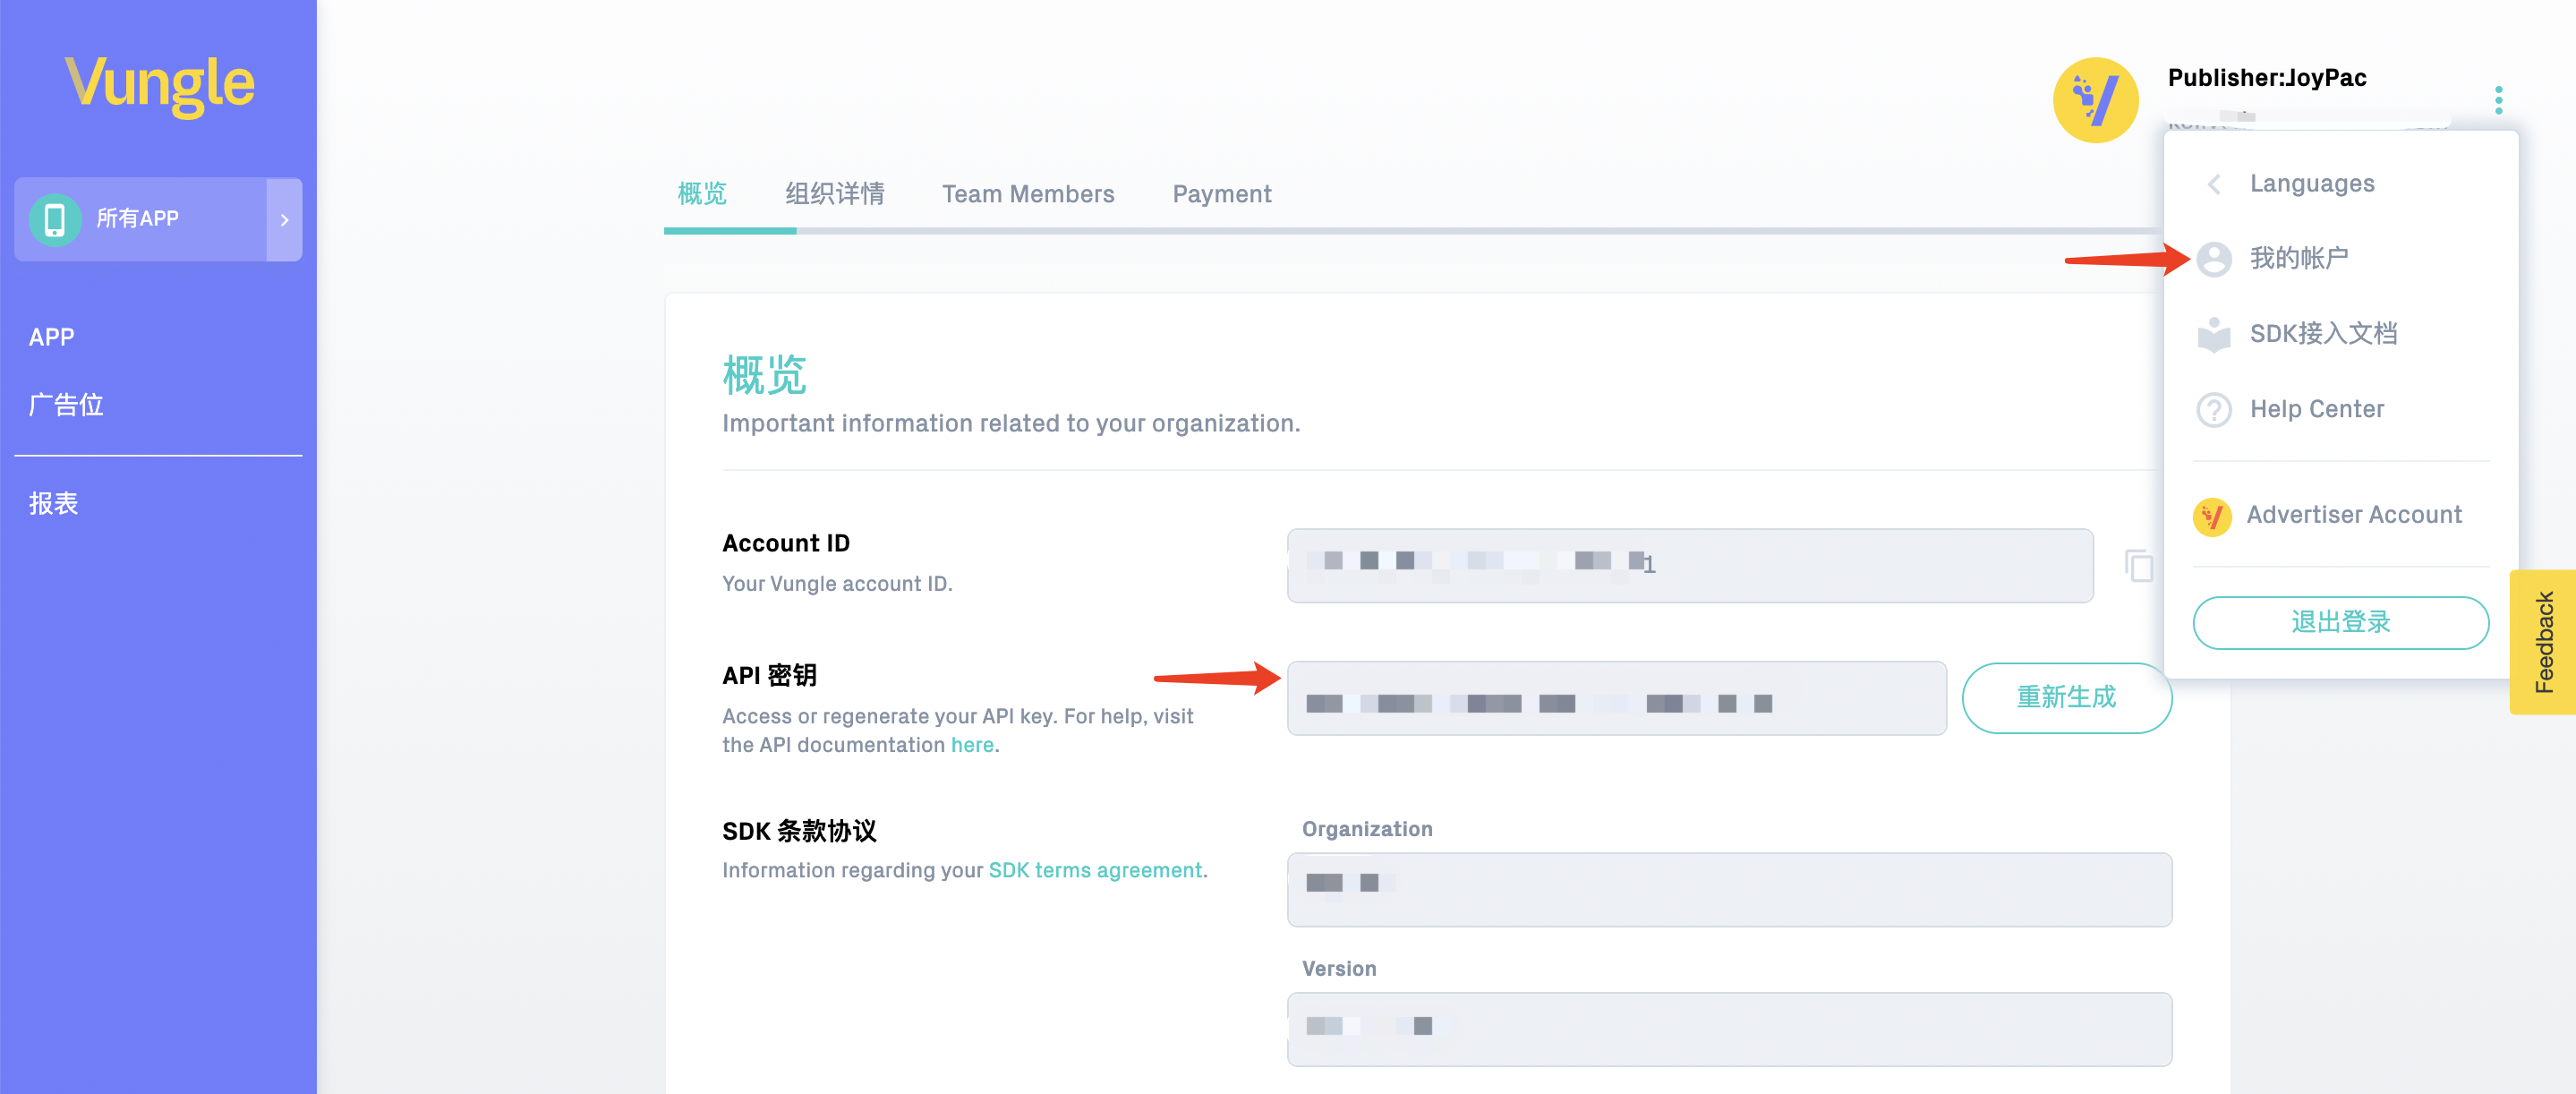 Vungle
所有APP
APP
广告位
报表
Publisher:JoyPac
概览
组织详情
Team Members
Payment
Languages
我的帐户
SDK接入文档
Help Center
Advertiser Account
退出登录
Feedback
概览
Important information related to your organization.
Account ID
Your Vungle account ID.
1
API 密钥
Access or regenerate your API key. For help, visit
the API documentation here.
重新生成
SDK 条款协议
Information regarding your SDK terms agreement.
Organization
Version